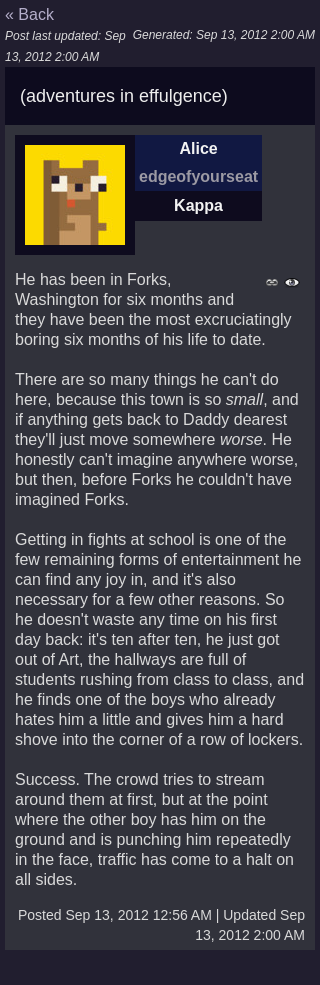 « Back
Post last updated: Sep 13, 2012 2:00 AM
Generated: Sep 13, 2012 2:00 AM
(adventures in effulgence)
Alice
edgeofyourseat
Kappa
He has been in Forks,
Washington for six months and
they have been the most excruciatingly
boring six months of his life to date.
There are so many things he can't do
here, because this town is so small, and
if anything gets back to Daddy dearest
they'll just move somewhere worse. He
honestly can't imagine anywhere worse,
but then, before Forks he couldn't have
imagined Forks.
Getting in fights at school is one of the
few remaining forms of entertainment he
can find any joy in, and it's also
necessary for a few other reasons. So
he doesn't waste any time on his first
day back: it's ten after ten, he just got
out of Art, the hallways are full of
students rushing from class to class, and
he finds one of the boys who already
hates him a little and gives him a hard
shove into the corner of a row of lockers.
Success. The crowd tries to stream
around them at first, but at the point
where the other boy has him on the
ground and is punching him repeatedly
in the face, traffic has come to a halt on
all sides.
Posted Sep 13, 2012 12:56 AM | Updated Sep
13, 2012 2:00 AM